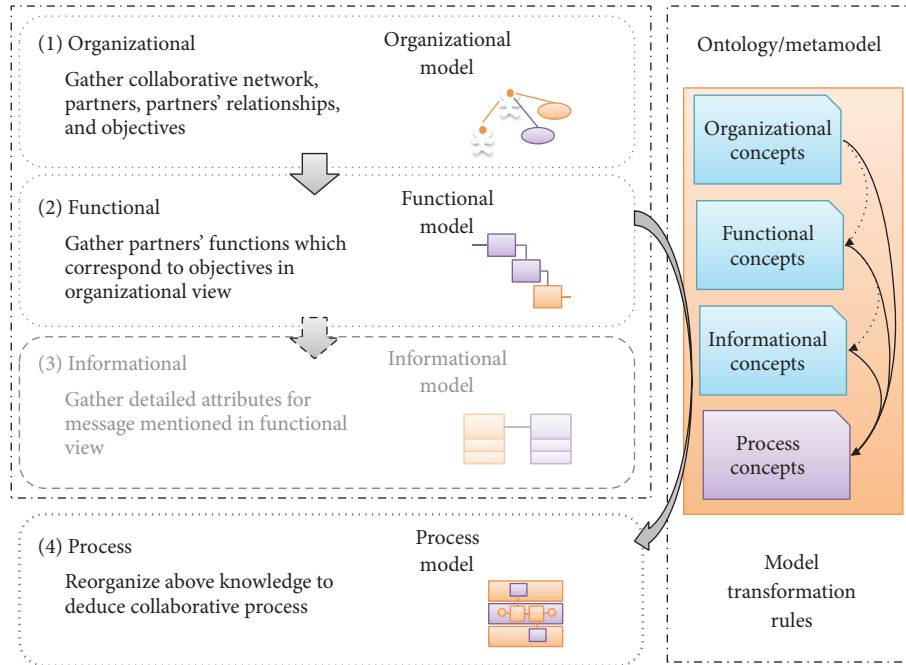 (1) Organizational
Gather collaborative network,
partners, partners’ relationships,
and objectives
Organizational
model
(2) Functional
Gather partners’ functions which
correspond to objectives in
organizational view
Functional
model
(3) Informational
Gather detailed attributes for
message mentioned in functional
view
Informational
model
(4) Process
Reorganize above knowledge to
deduce collaborative process
Process
model
Ontology/metamodel
Organizational
concepts
Functional
concepts
Informational
concepts
Process
concepts
Model
transformation
rules